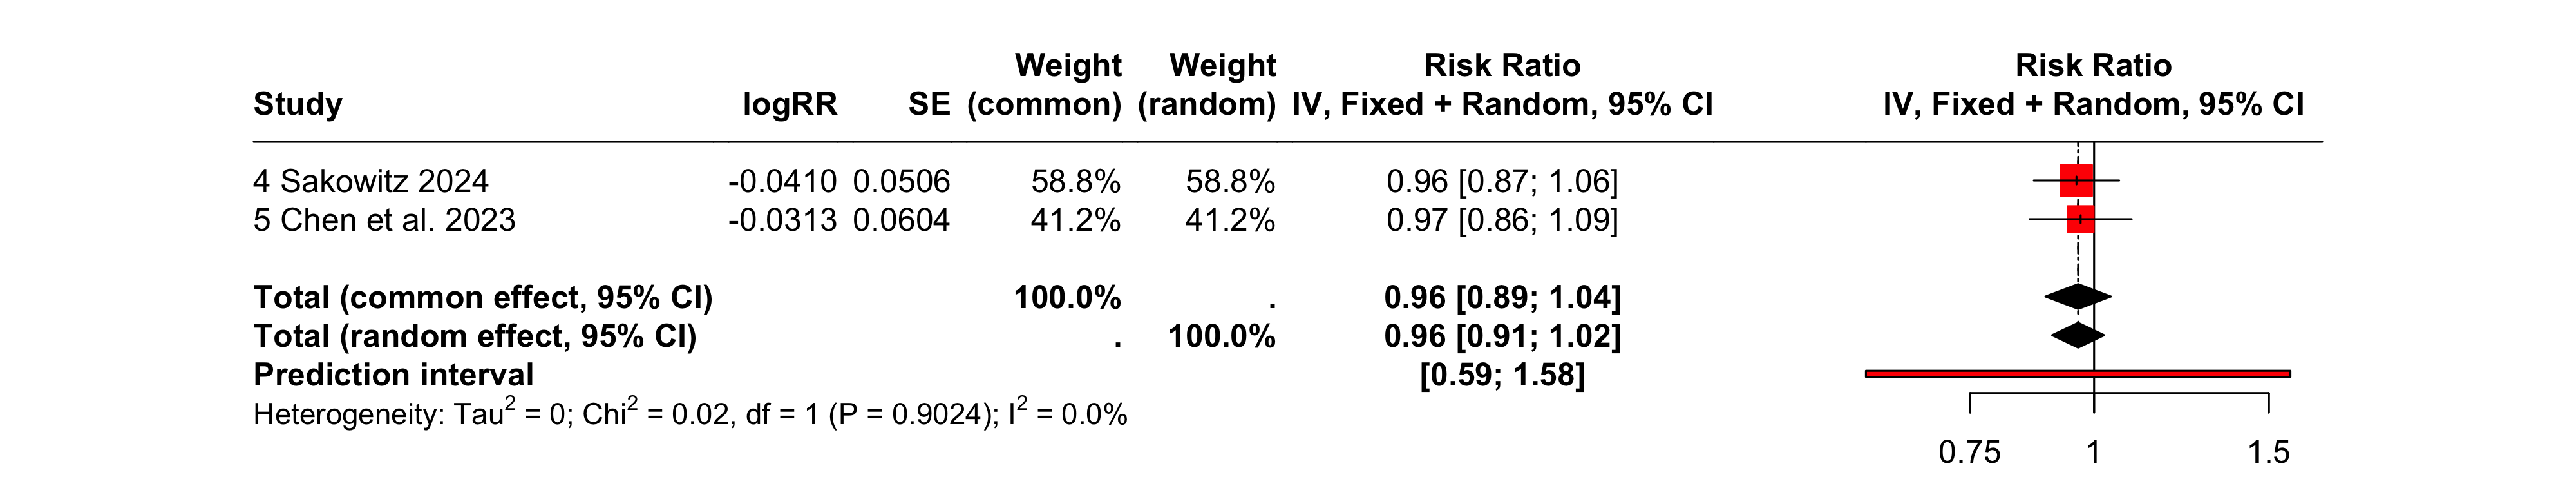 Weight Weight Risk Ratio Risk Ratio
Study logRR SE (common) (random) IV, Fixed + Random, 95% CI IV, Fixed + Random, 95% CI
4 Sakowitz 2024 -0.0410 0.0506 58.8% 58.8% 0.96 [0.87; 1.06]
5 Chen et al. 2023 -0.0313 0.0604 41.2% 41.2% 0.97 [0.86; 1.09]
Total (common effect, 95% CI) 100.0% . 0.96 [0.89; 1.04]
Total (random effect, 95% CI) . 100.0% 0.96 [0.91; 1.02]
Prediction interval [0.59; 1.58]
Heterogeneity: Tau² = 0; Chi² = 0.02, df = 1 (P = 0.9024); I² = 0.0%
0.75 1 1.5